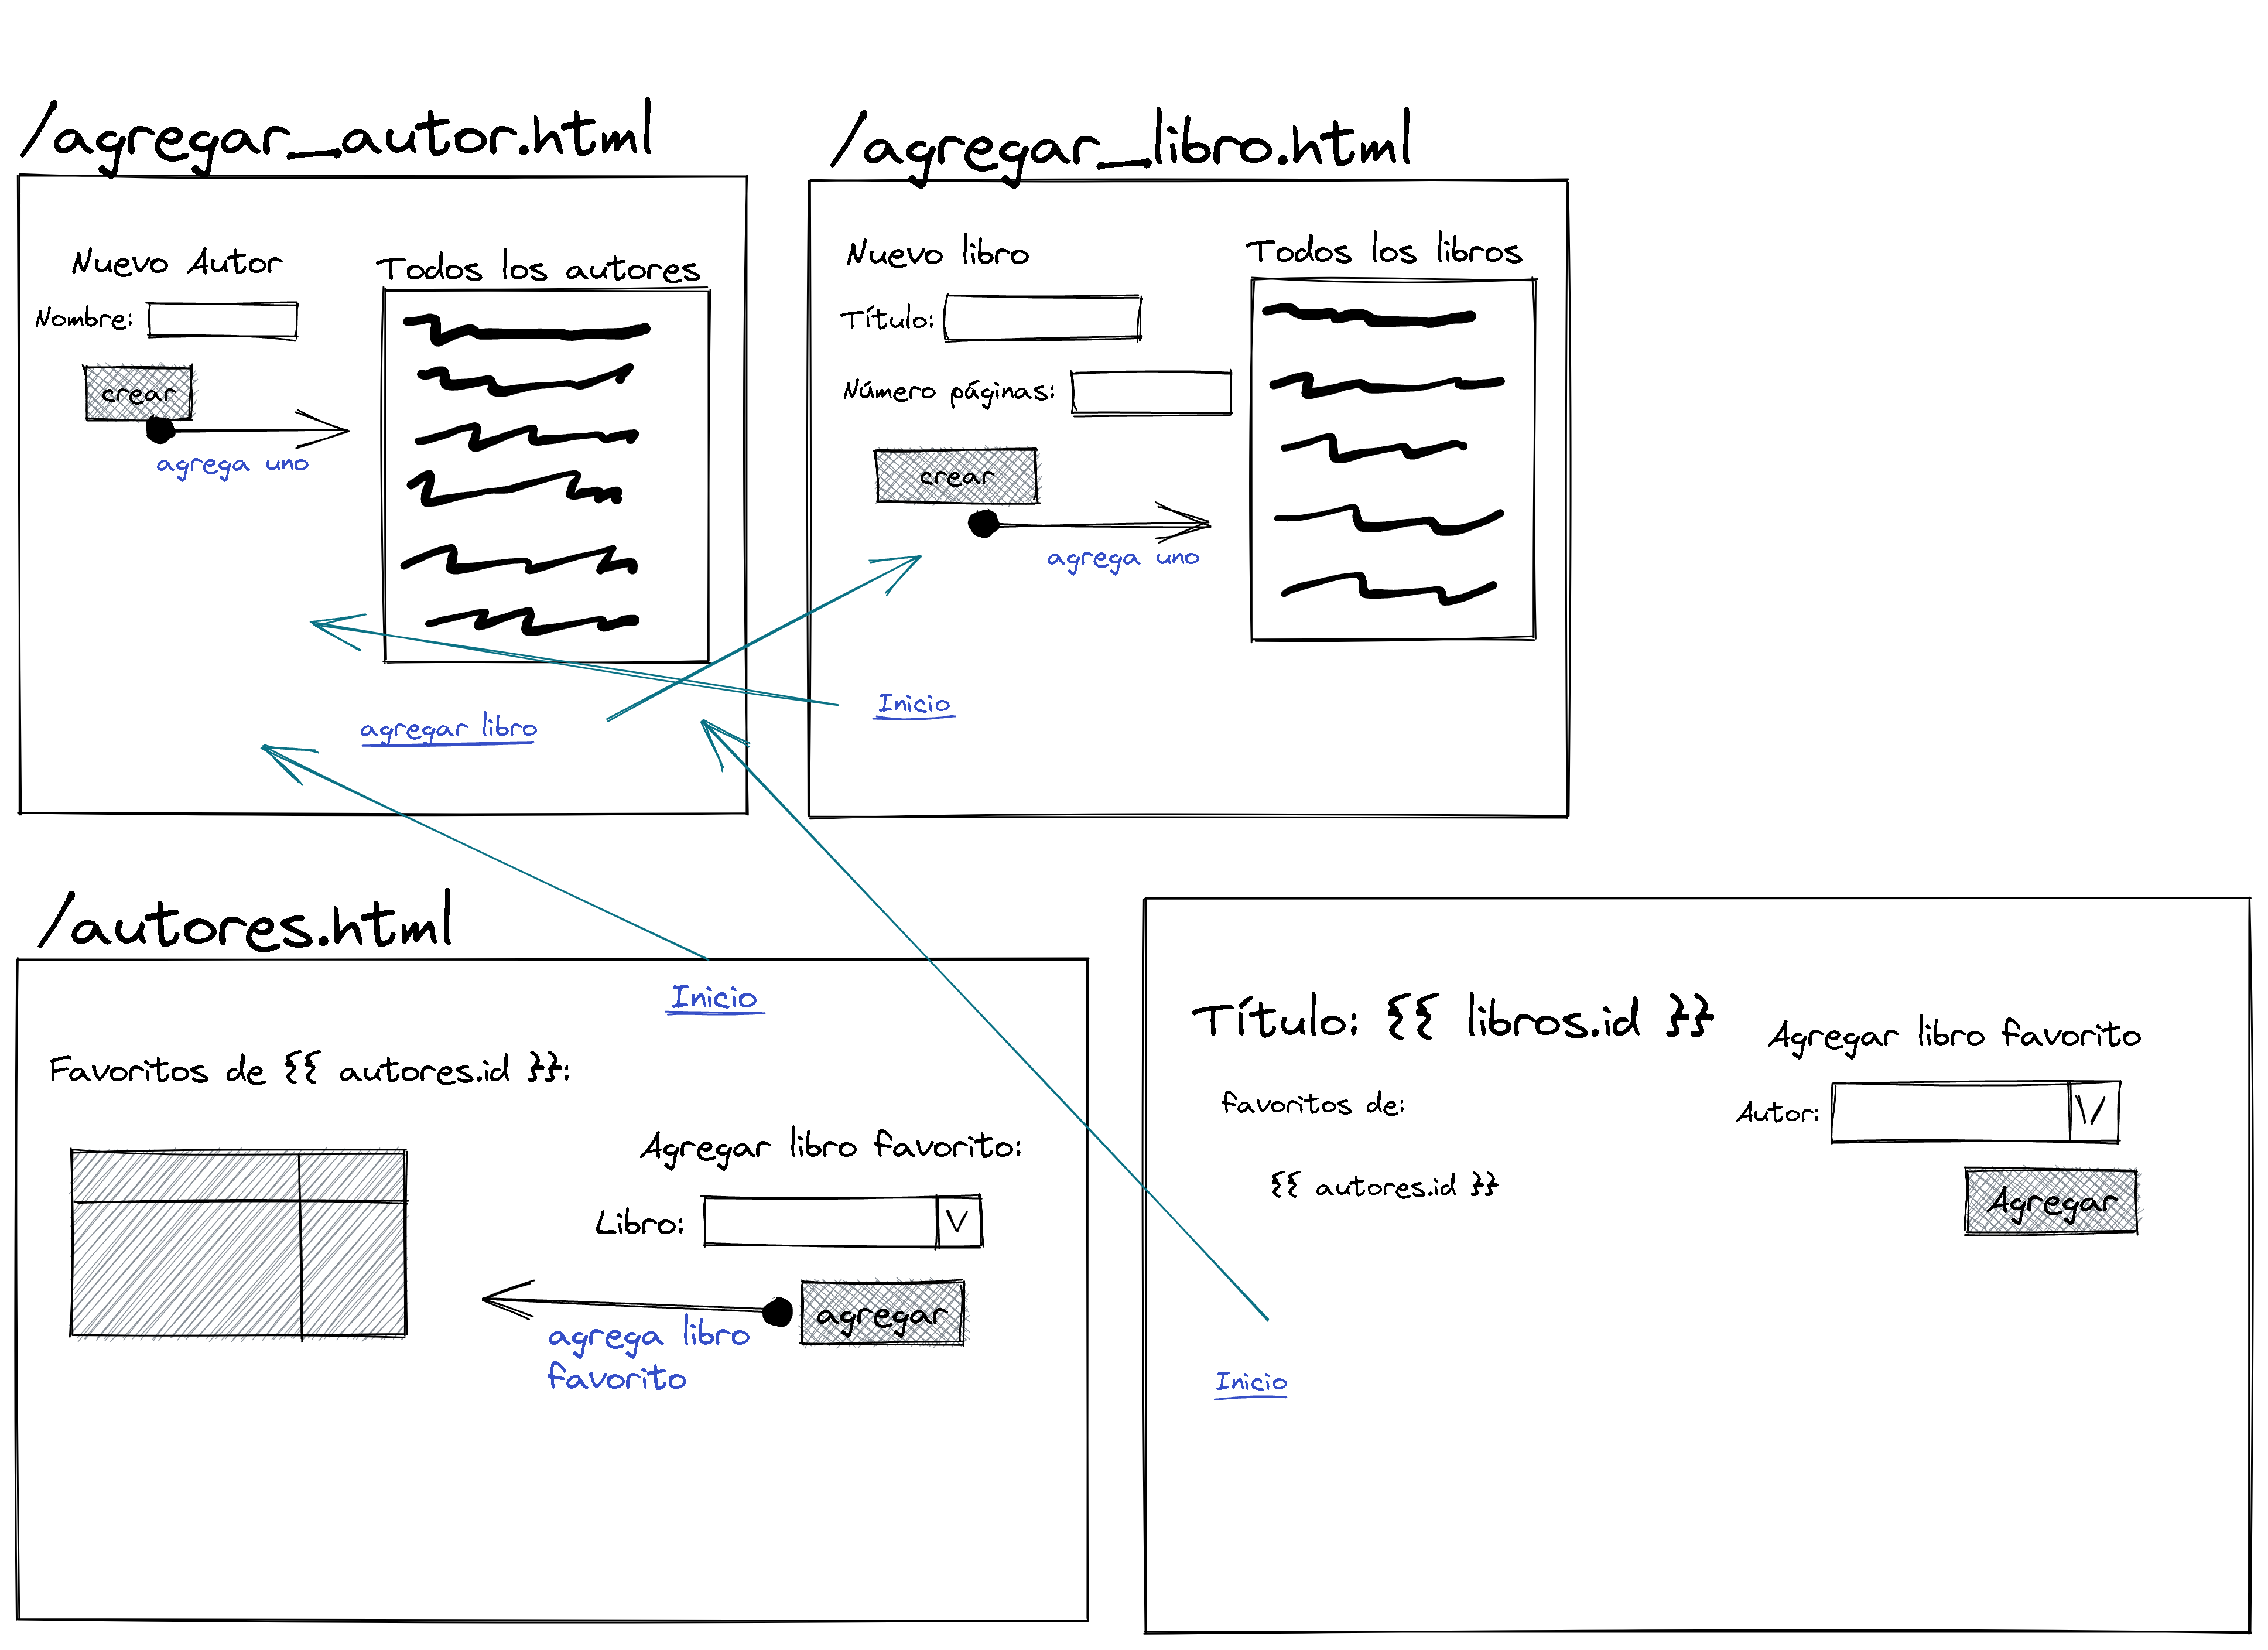 /agregar_autor.html
Nuevo Autor
Nombre:
crear
agrega uno
Todos los autores
agregar libro
/agregar_libro.html
Nuevo libro
Título:
Número páginas:
crear
agrega uno
Todos los libros
Inicio
/autores.html
Inicio
Favoritos de {{ autores.id }}:
Agregar libro favorito:
Libro:
V
agregar
agrega libro
favorito
Título: {{ libros.id }}
favoritos de:
{{ autores.id }}
Agregar libro favorito
Autor:
V
Agregar
Inicio